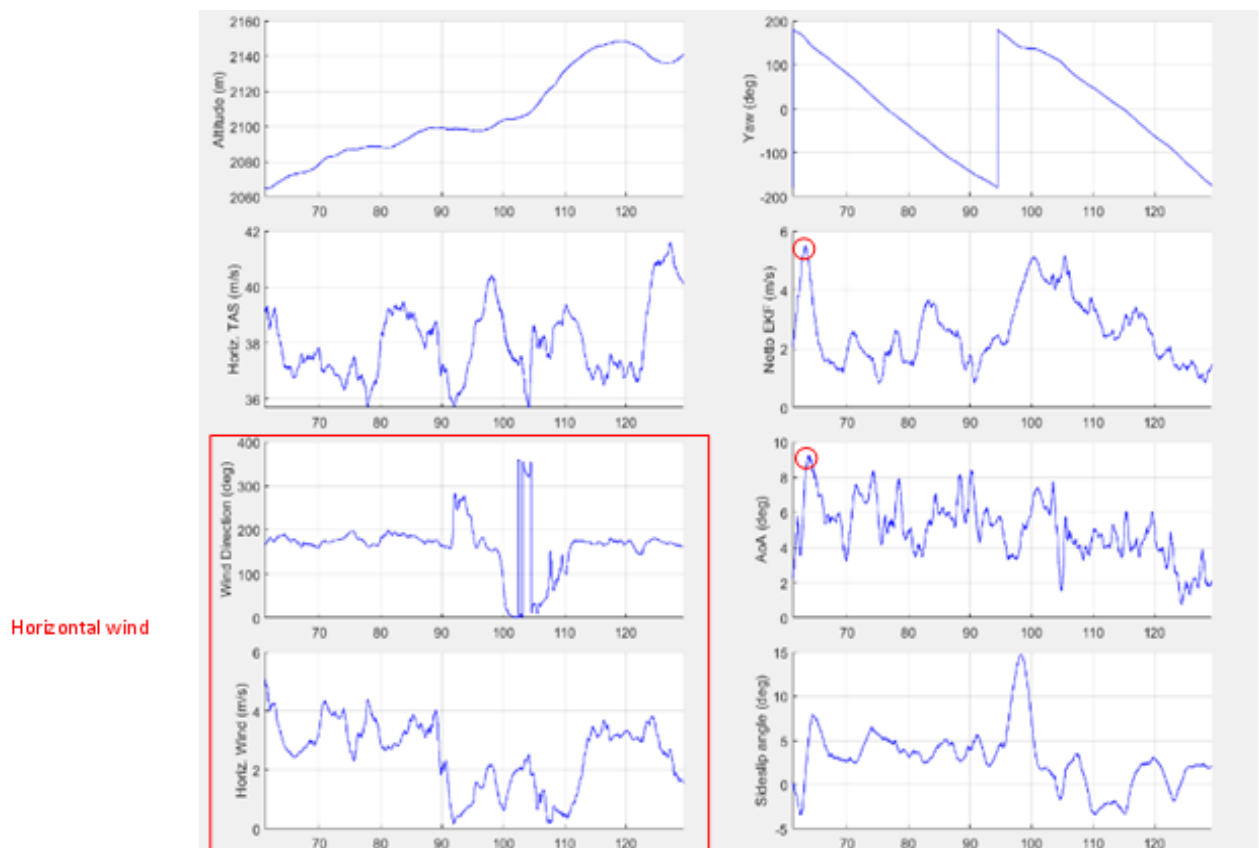 2160
2140
2120
2100
2080
2060
Altitude (m)
70 80 90 100 110 120
200
100
0
-100
-200
Yaw (deg)
70 80 90 100 110 120
42
40
38
36
Horiz. TAS (m/s)
70 80 90 100 110 120
6
4
2
0
Netto EKF (m/s)
70 80 90 100 110 120
400
300
200
100
0
Wind Direction (deg)
70 80 90 100 110 120
10
8
6
4
2
0
AoA (deg)
70 80 90 100 110 120
Horizontal wind
6
4
2
0
Horiz. Wind (m/s)
70 80 90 100 110 120
15
10
5
0
-5
Sideslip angle (deg)
70 80 90 100 110 120